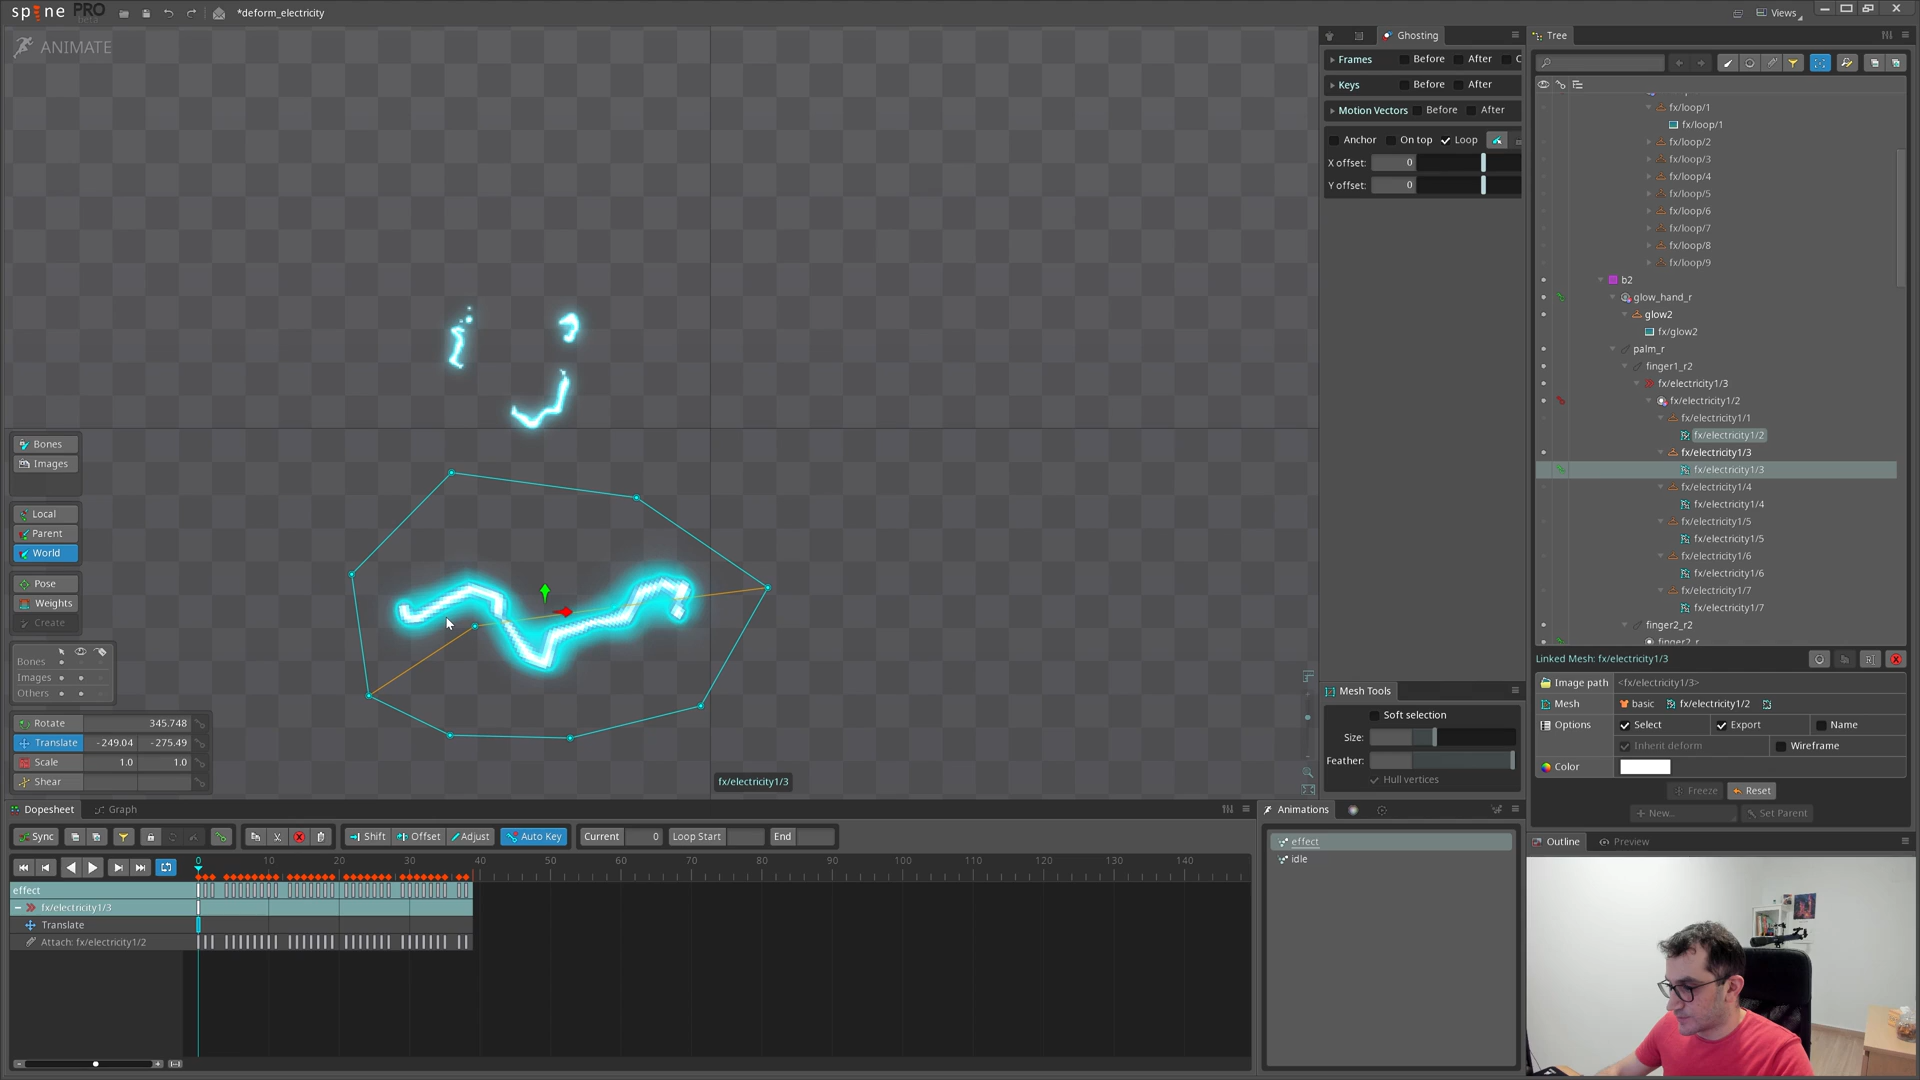 spine PRO
*deform_electricity
Views
ANIMATE
Ghosting
Frames Before After
Keys Before After
Motion Vectors Before After
Anchor On top Loop
X offset: 0
Y offset: 0
Tree
fx/loop/1
fx/loop/1
fx/loop/2
fx/loop/3
fx/loop/4
fx/loop/5
fx/loop/6
fx/loop/7
fx/loop/8
fx/loop/9
b2
glow_hand_r
glow2
fx/glow2
palm_r
finger1_r2
fx/electricity1/3
fx/electricity1/2
fx/electricity1/1
fx/electricity1/2
fx/electricity1/3
fx/electricity1/3
fx/electricity1/4
fx/electricity1/4
fx/electricity1/5
fx/electricity1/5
fx/electricity1/6
fx/electricity1/6
fx/electricity1/7
fx/electricity1/7
finger2_r2
finger2_r
Bones
Images
Local
Parent
World
Pose
Weights
Create
Bones
Images
Others
Rotate 345.748
Translate -249.04 -275.49
Scale 1.0 1.0
Shear
fx/electricity1/3
Mesh Tools
Soft selection
Size:
Feather:
Hull vertices
Linked Mesh: fx/electricity1/3
Image path <fx/electricity1/3>
Mesh basic fx/electricity1/2
Options Select Export Name
Inherit deform Wireframe
Color
Freeze Reset
New... Set Parent
Dopesheet Graph
Sync Shift Offset Adjust Auto Key Current 0 Loop Start End
0 10 20 30 40 50 60 70 80 90 100 110 120 130 140
effect
fx/electricity1/3
Translate
Attach: fx/electricity1/2
Animations
effect
idle
Outline Preview